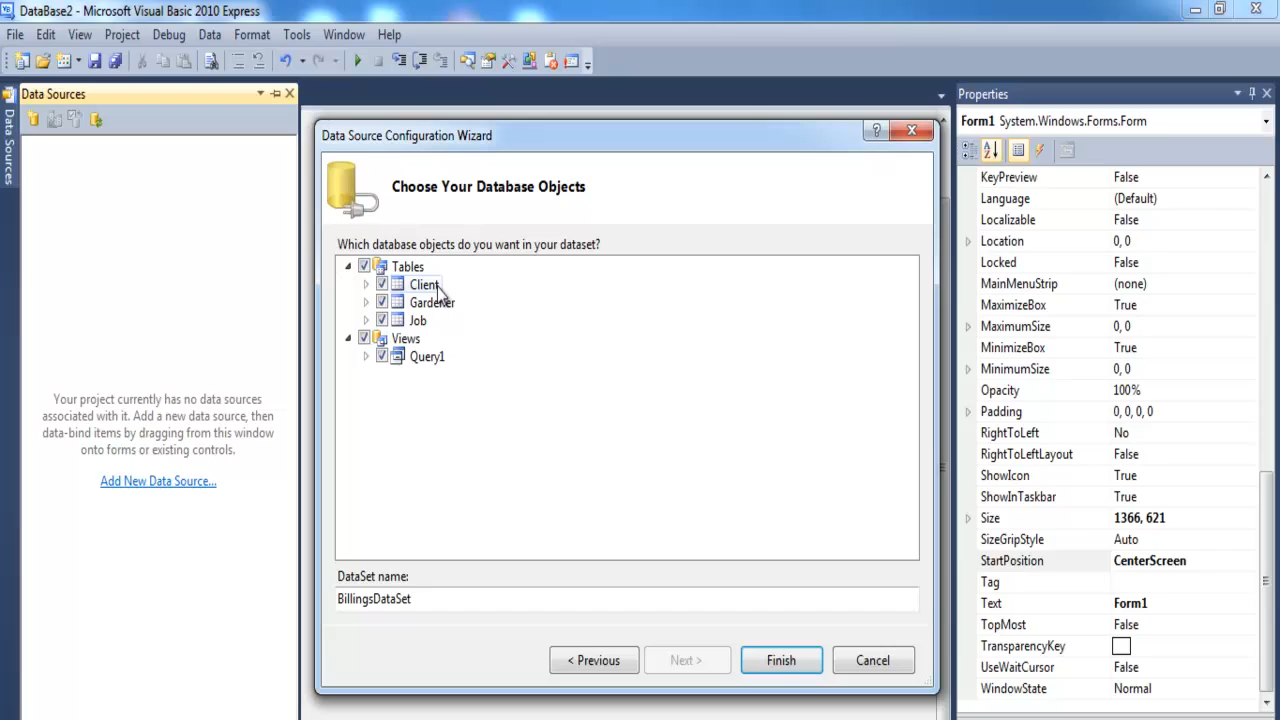 DataBase2 - Microsoft Visual Basic 2010 Express
File Edit View Project Debug Data Format Tools Window Help
Data Sources
Data Sources
Your project currently has no data sources
associated with it. Add a new data source, then
data-bind items by dragging from this window
onto forms or existing controls.
Add New Data Source...
Data Source Configuration Wizard
Choose Your Database Objects
Which database objects do you want in your dataset?
Tables
Client
Gardener
Job
Views
Query1
DataSet name:
BillingsDataSet
< Previous Next > Finish Cancel
Properties
Form1 System.Windows.Forms.Form
KeyPreview False
Language (Default)
Localizable False
Location 0, 0
Locked False
MainMenuStrip (none)
MaximizeBox True
MaximumSize 0, 0
MinimizeBox True
MinimumSize 0, 0
Opacity 100%
Padding 0, 0, 0, 0
RightToLeft No
RightToLeftLayout False
ShowIcon True
ShowInTaskbar True
Size 1366, 621
SizeGripStyle Auto
StartPosition CenterScreen
Tag
Text Form1
TopMost False
TransparencyKey
UseWaitCursor False
WindowState Normal